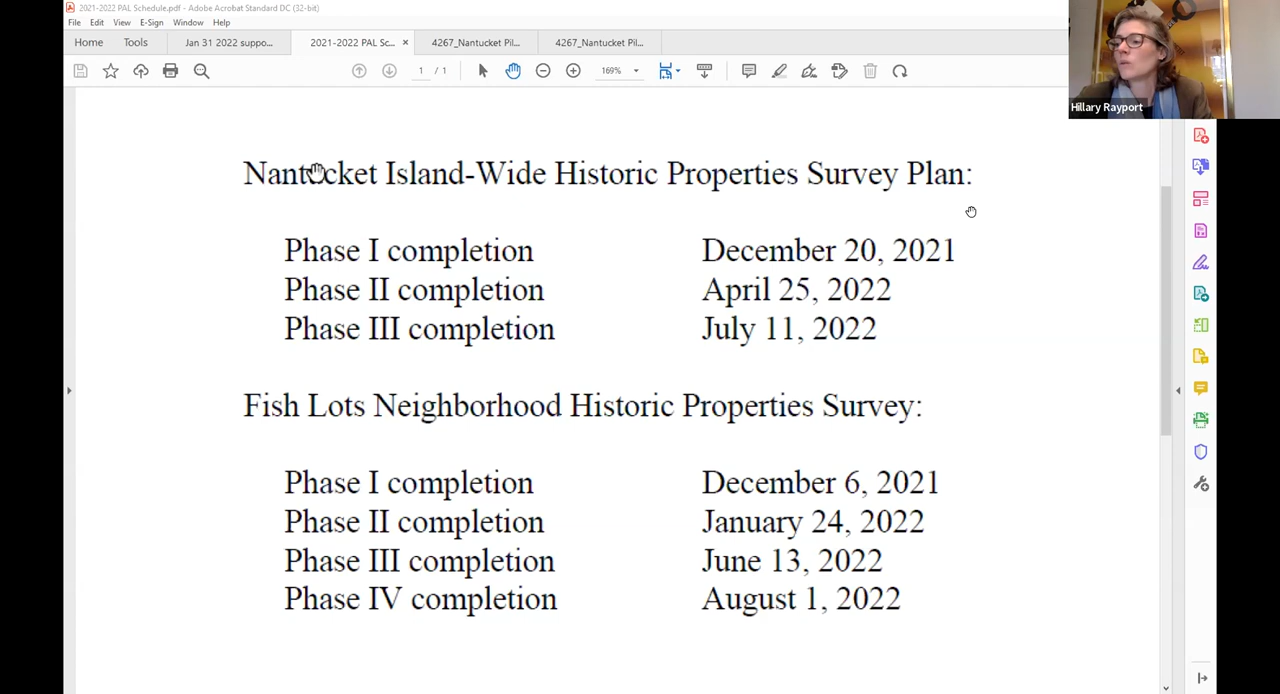 2021-2022 PAL Schedule.pdf - Adobe Acrobat Standard DC (32-bit)
File Edit View E-Sign Window Help
Home Tools Jan 31 2022 suppo... 2021-2022 PAL Sc... × 4267_Nantucket Pil... 4267_Nantucket Pil...
1 / 1 169%
Hillary Rayport
Nantucket Island-Wide Historic Properties Survey Plan:
Phase I completion December 20, 2021
Phase II completion April 25, 2022
Phase III completion July 11, 2022
Fish Lots Neighborhood Historic Properties Survey:
Phase I completion December 6, 2021
Phase II completion January 24, 2022
Phase III completion June 13, 2022
Phase IV completion August 1, 2022